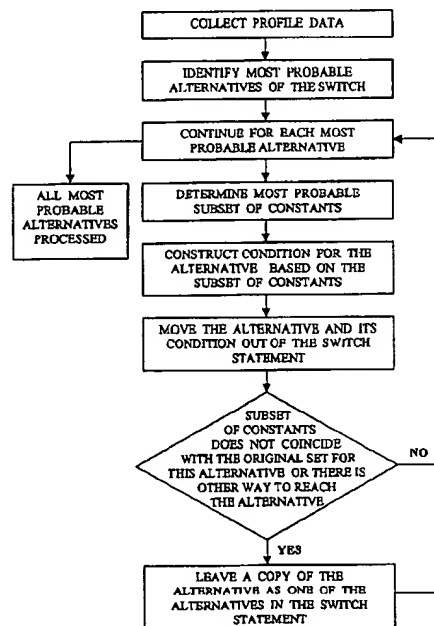 COLLECT PROFILE DATA
IDENTIFY MOST PROBABLE
ALTERNATIVES OF THE SWITCH
CONTINUE FOR EACH MOST
PROBABLE ALTERNATIVE
ALL MOST
PROBABLE
ALTERNATIVES
PROCESSED
DETERMINE MOST PROBABLE
SUBSET OF CONSTANTS
CONSTRUCT CONDITION FOR THE
ALTERNATIVE BASED ON THE
SUBSET OF CONSTANTS
MOVE THE ALTERNATIVE AND ITS
CONDITION OUT OF THE SWITCH
STATEMENT
SUBSET
OF CONSTANTS
DOES NOT COINCIDE
WITH THE ORIGINAL SET FOR
THIS ALTERNATIVE OR THERE IS
OTHER WAY TO REACH
THE ALTERNATIVE
NO
YES
LEAVE A COPY OF THE
ALTERNATIVE AS ONE OF THE
ALTERNATIVES IN THE SWITCH
STATEMENT